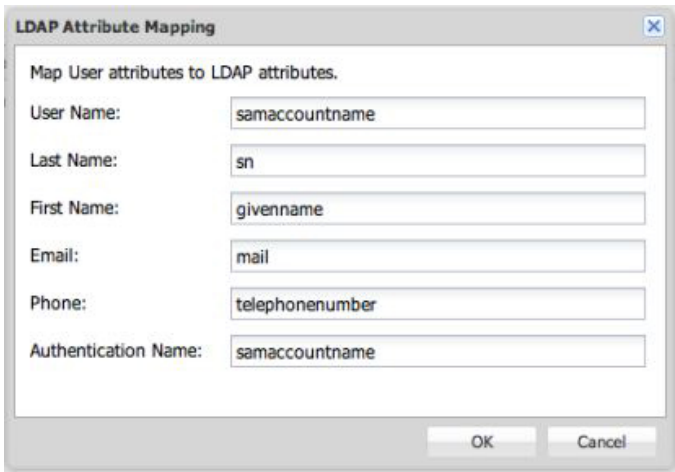 LDAP Attribute Mapping
Map User attributes to LDAP attributes.
User Name: samaccountname
Last Name: sn
First Name: givenname
Email: mail
Phone: telephonenumber
Authentication Name: samaccountname
OK Cancel